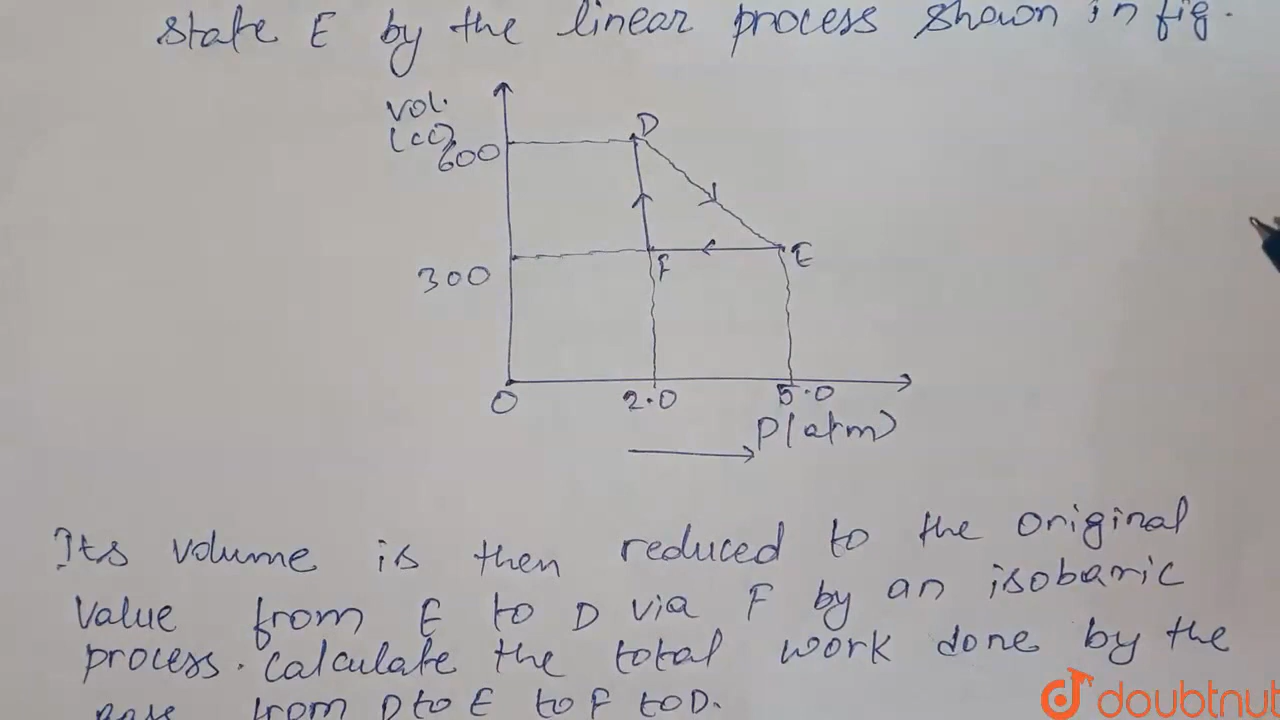 state E by the linear process shown in fig.
Vol.
(cc)
600
D
300
F
E
O
2.0
5.0
P(atm)
Its volume is then reduced to the original
value from E to D via F by an isobaric
process. calculate the total work done by the
from D to E to F to D.
doubtnut